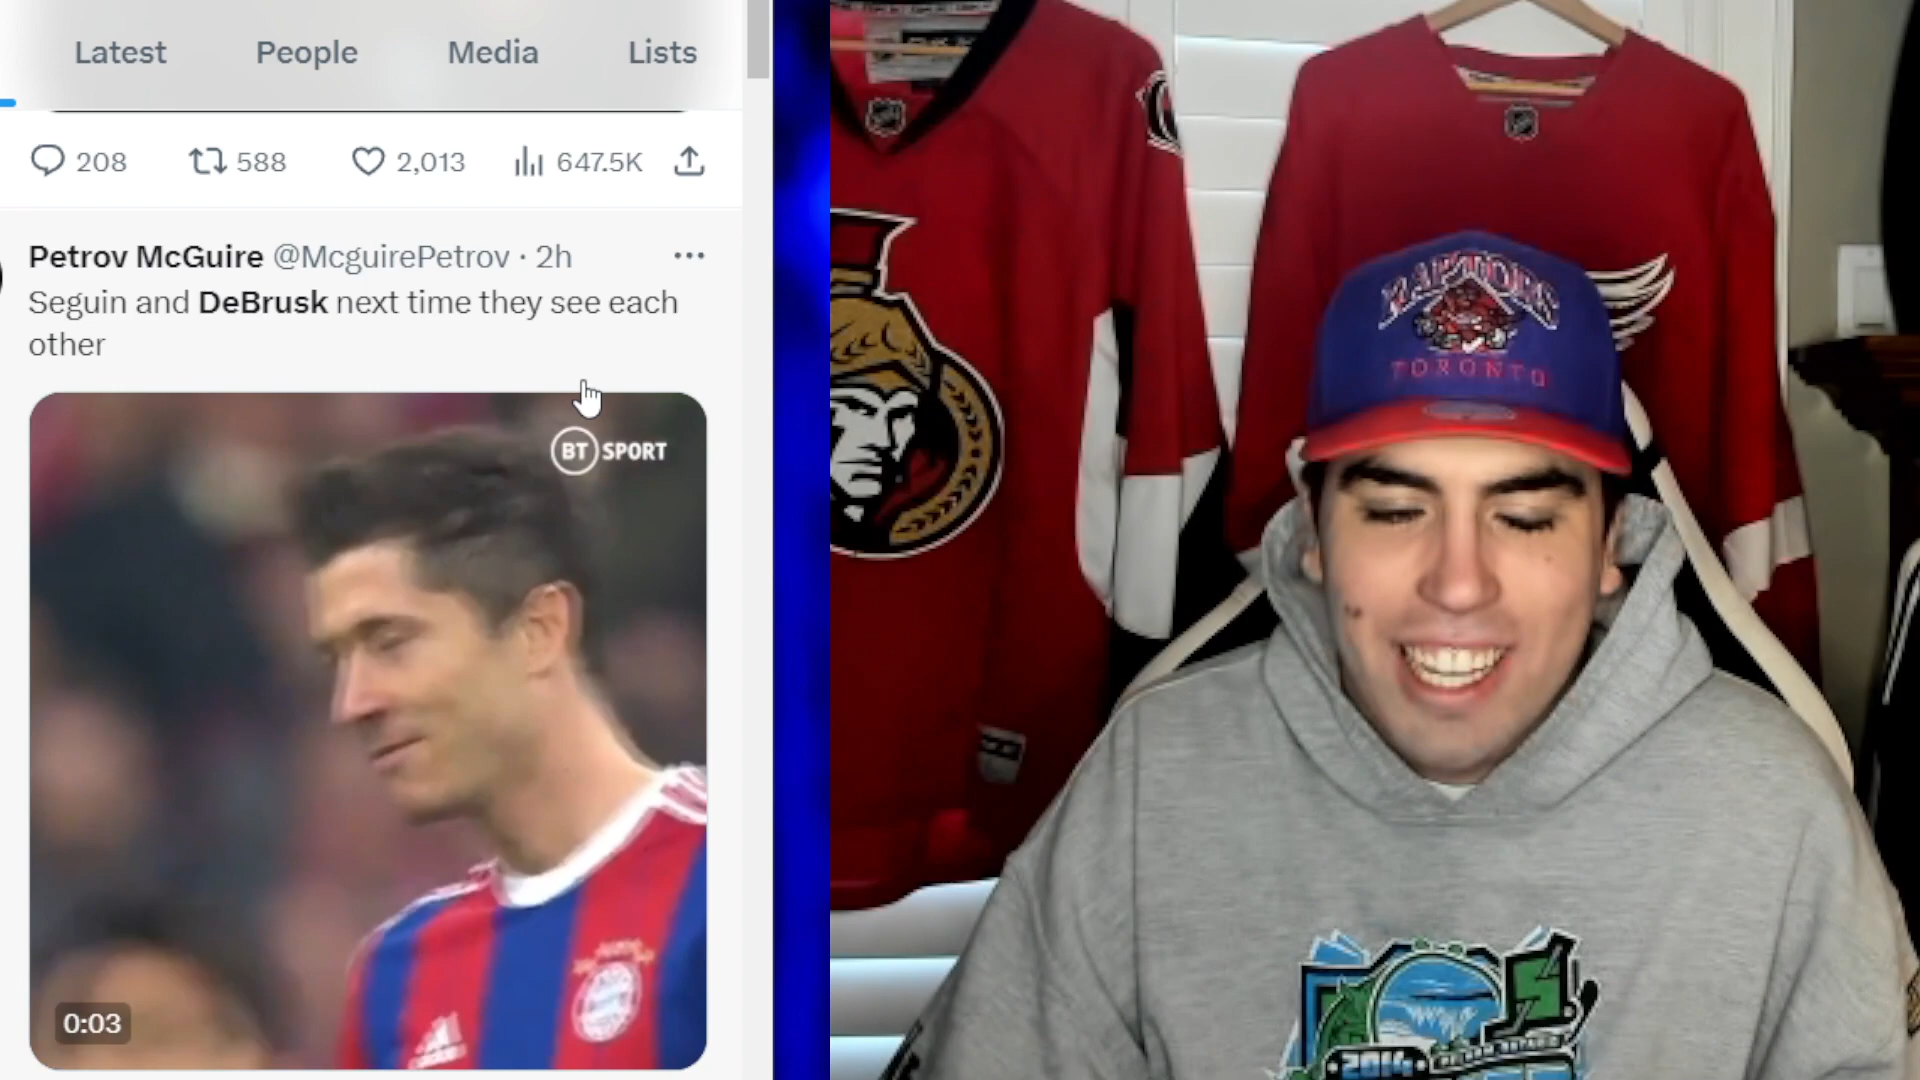 Latest People Media Lists
208 588 2,013 647.5K
Petrov McGuire @McguirePetrov · 2h
Seguin and DeBrusk next time they see each
other
BT SPORT
0:03
RAPTORS
TORONTO
2014